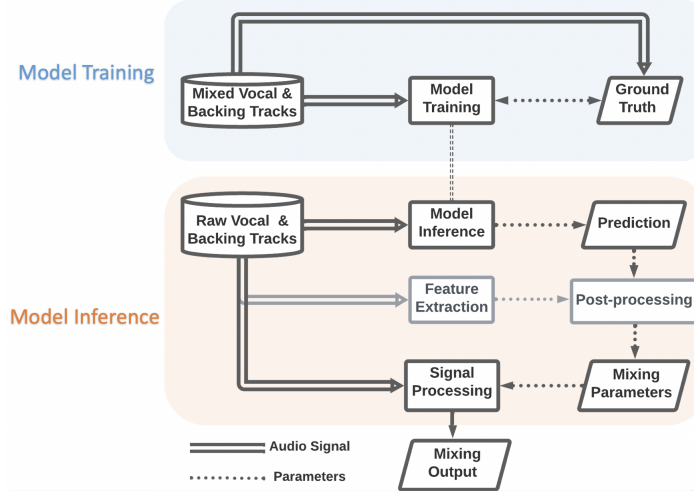 Model Training
Mixed Vocal &
Backing Tracks
Model
Training
Ground
Truth
Model Inference
Raw Vocal &
Backing Tracks
Model
Inference
Prediction
Feature
Extraction
Post-processing
Signal
Processing
Mixing
Parameters
Audio Signal
Parameters
Mixing
Output